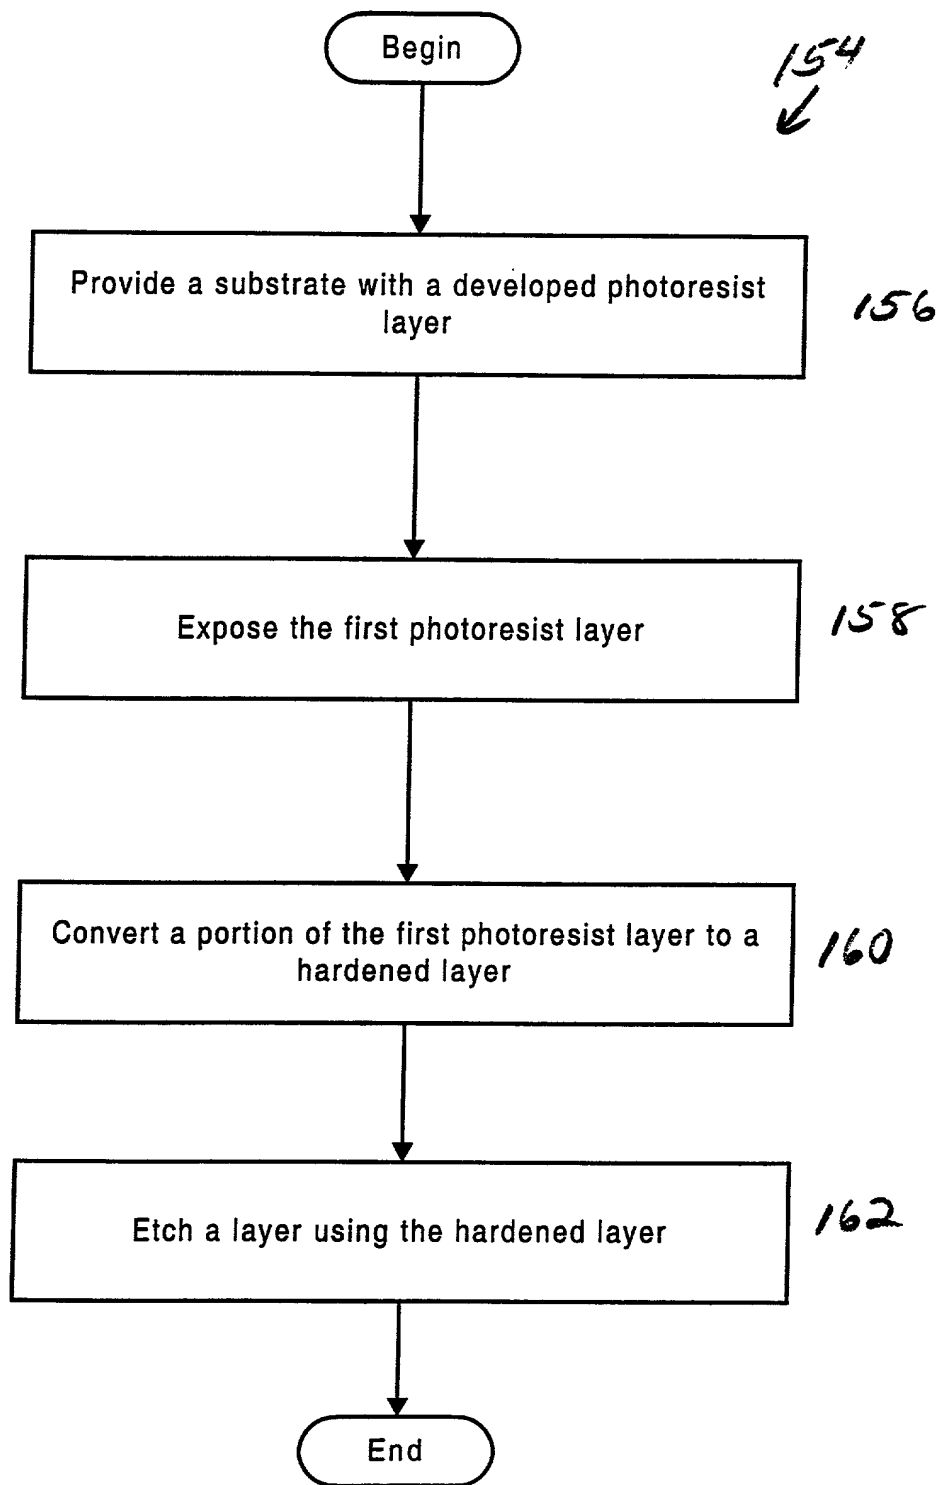 Begin
154
Provide a substrate with a developed photoresist
layer
156
Expose the first photoresist layer
158
Convert a portion of the first photoresist layer to a
hardened layer
160
Etch a layer using the hardened layer
162
End